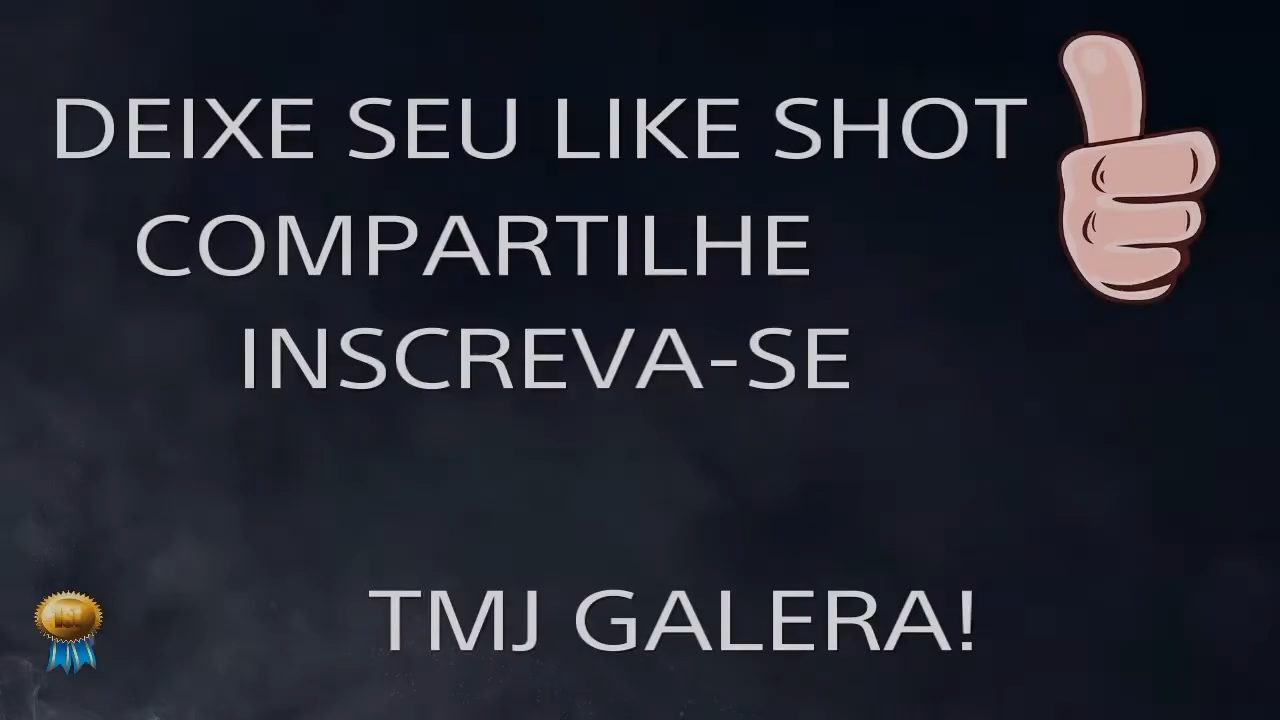 DEIXE SEU LIKE SHOT
COMPARTILHE
INSCREVA-SE
TMJ GALERA!